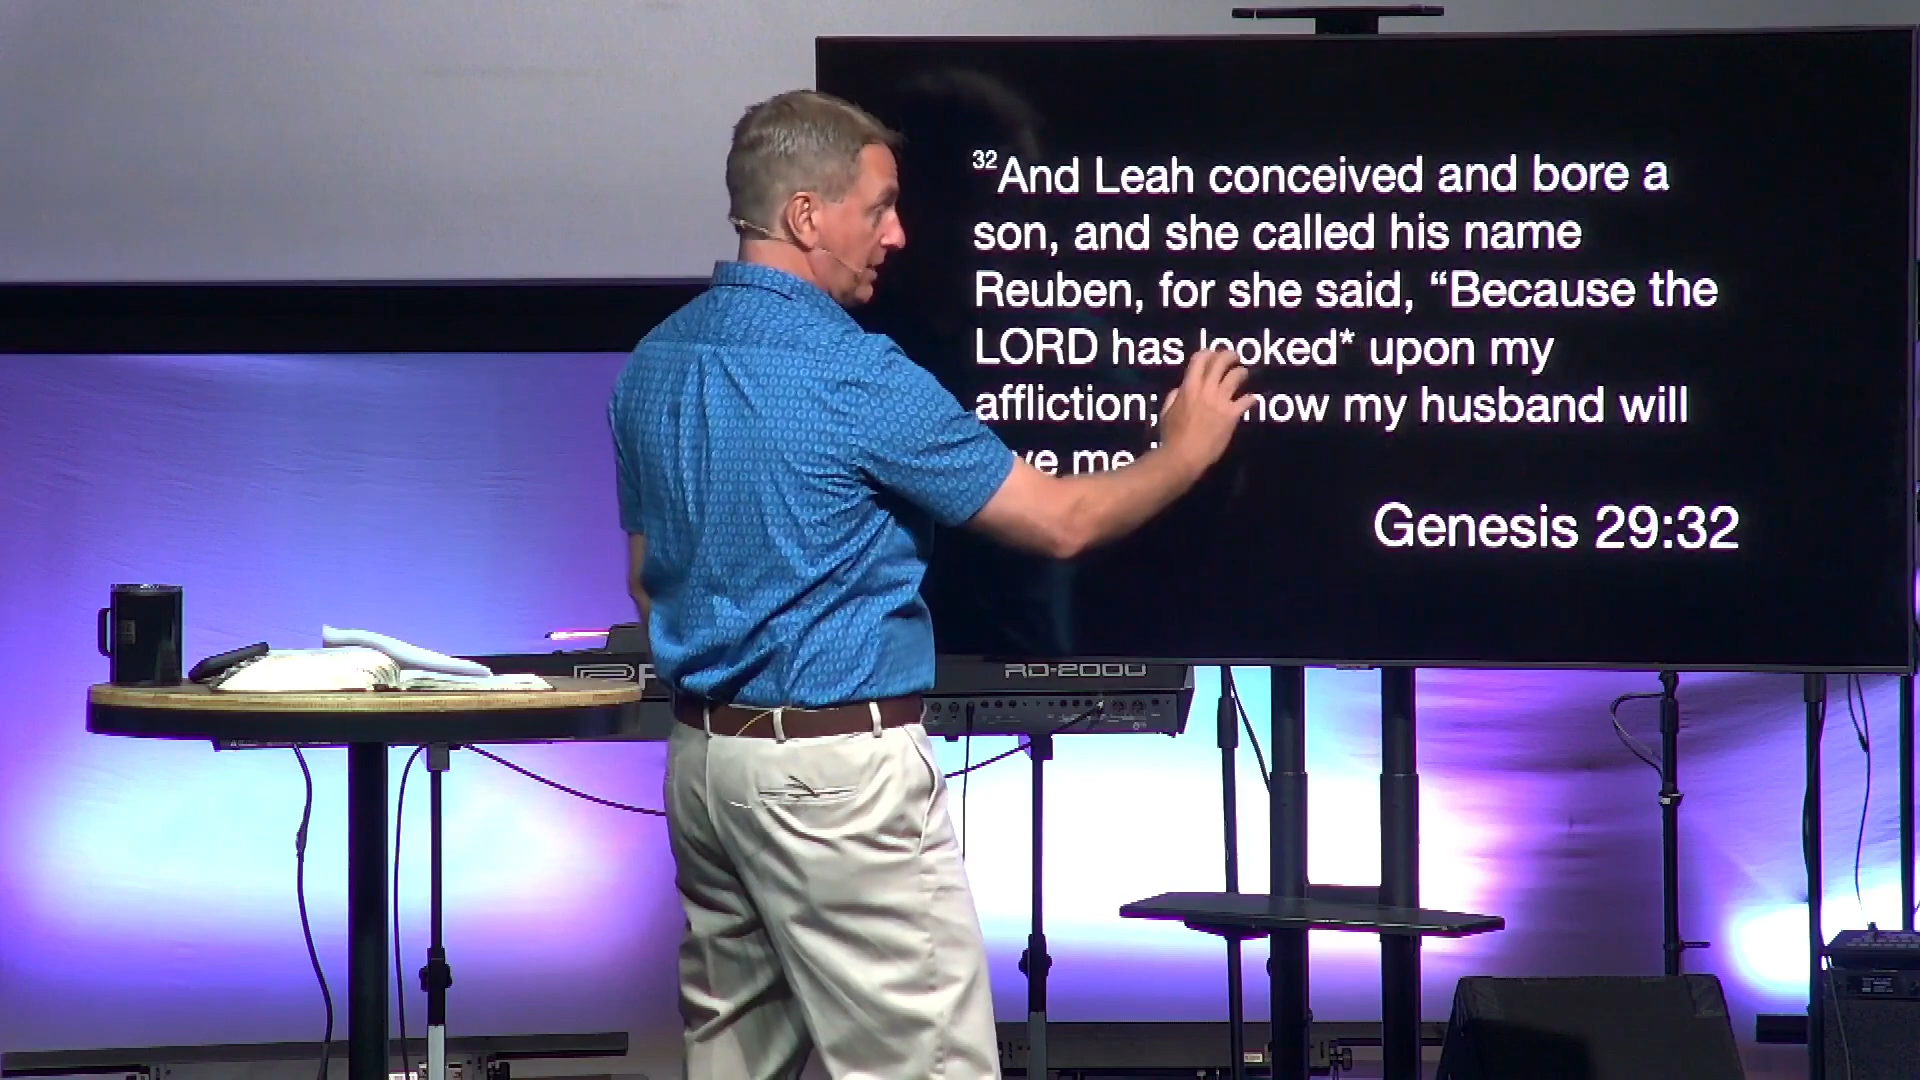 32And Leah conceived and bore a
son, and she called his name
Reuben, for she said, “Because the
LORD has looked* upon my
affliction; now my husband will
me
Genesis 29:32
RD-2000